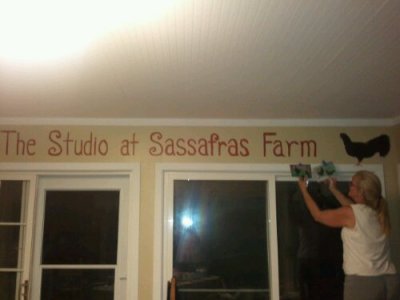 The Studio at Sassafras Farm